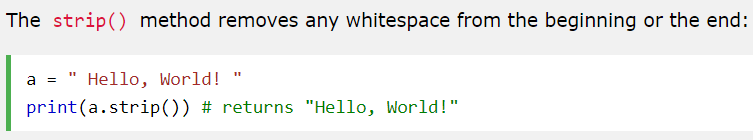 The strip() method removes any whitespace from the beginning or the end:
a = " Hello, World! "
print(a.strip()) # returns "Hello, World!"